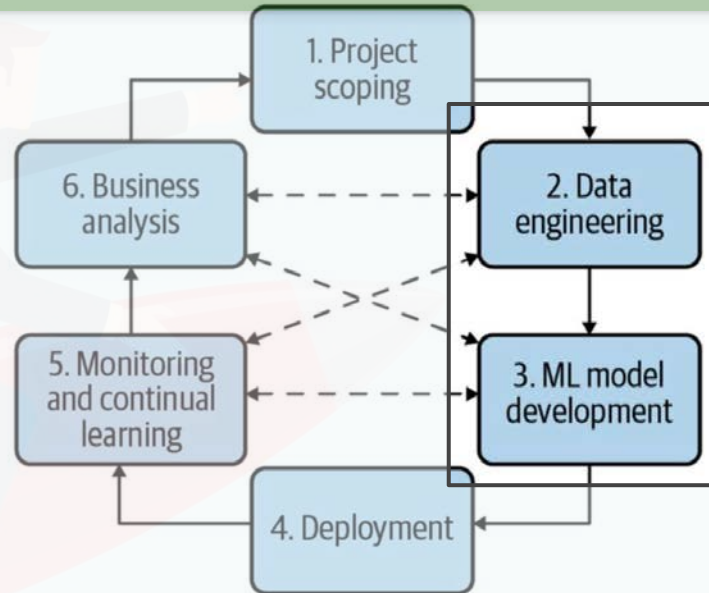 1. Project
scoping
2. Data
engineering
3. ML model
development
4. Deployment
5. Monitoring
and continual
learning
6. Business
analysis